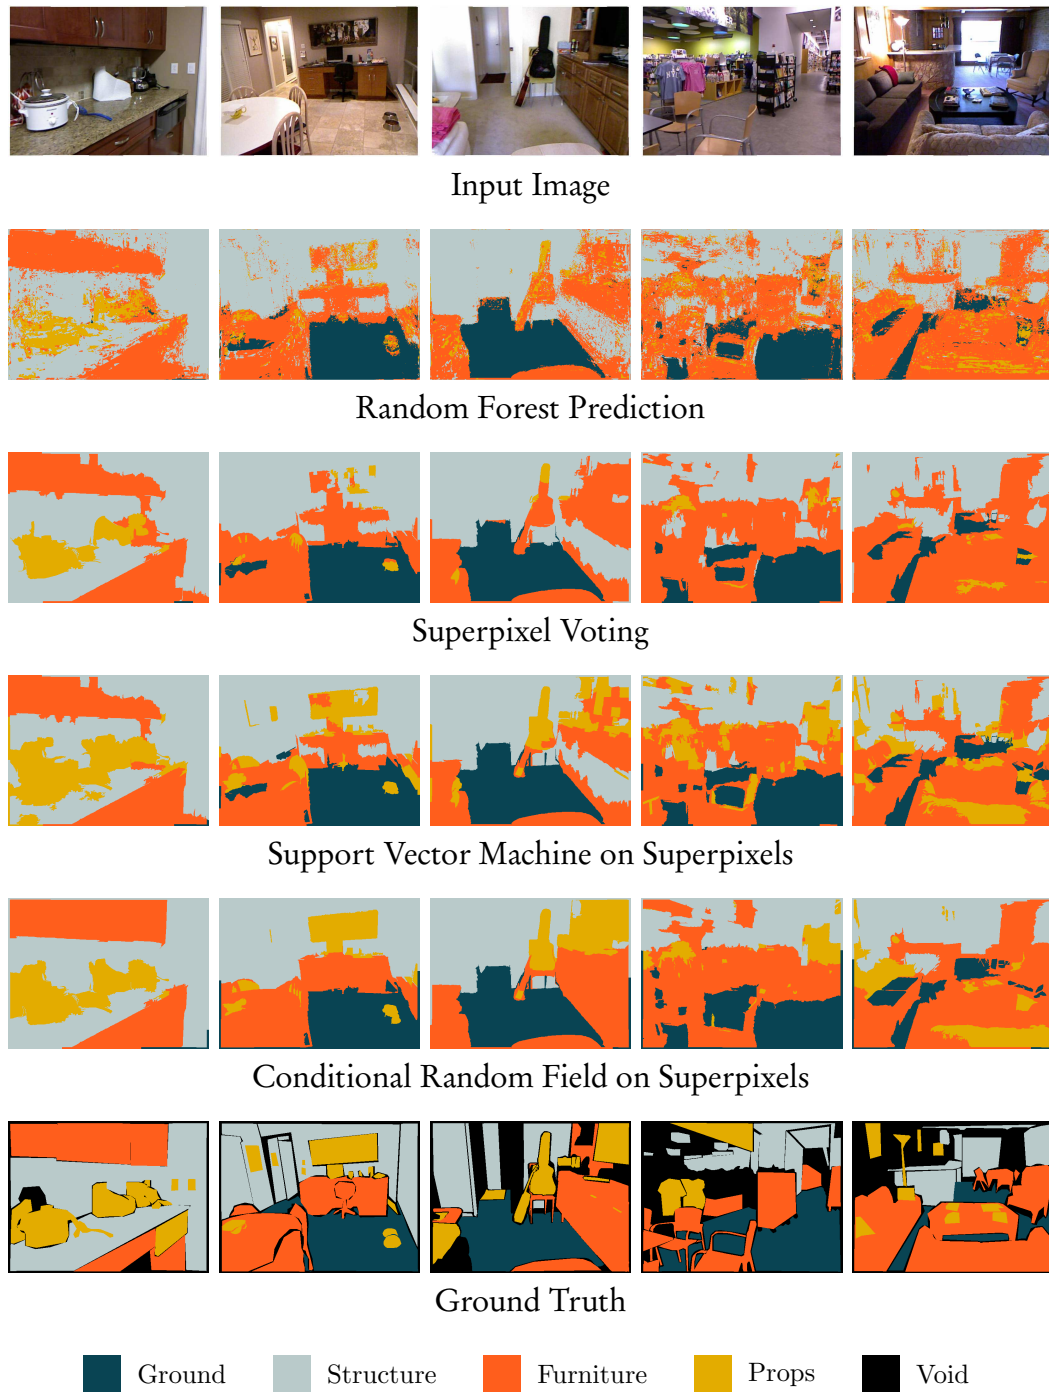 Input Image
Random Forest Prediction
Superpixel Voting
Support Vector Machine on Superpixels
Conditional Random Field on Superpixels
Ground Truth
Ground Structure Furniture Props Void